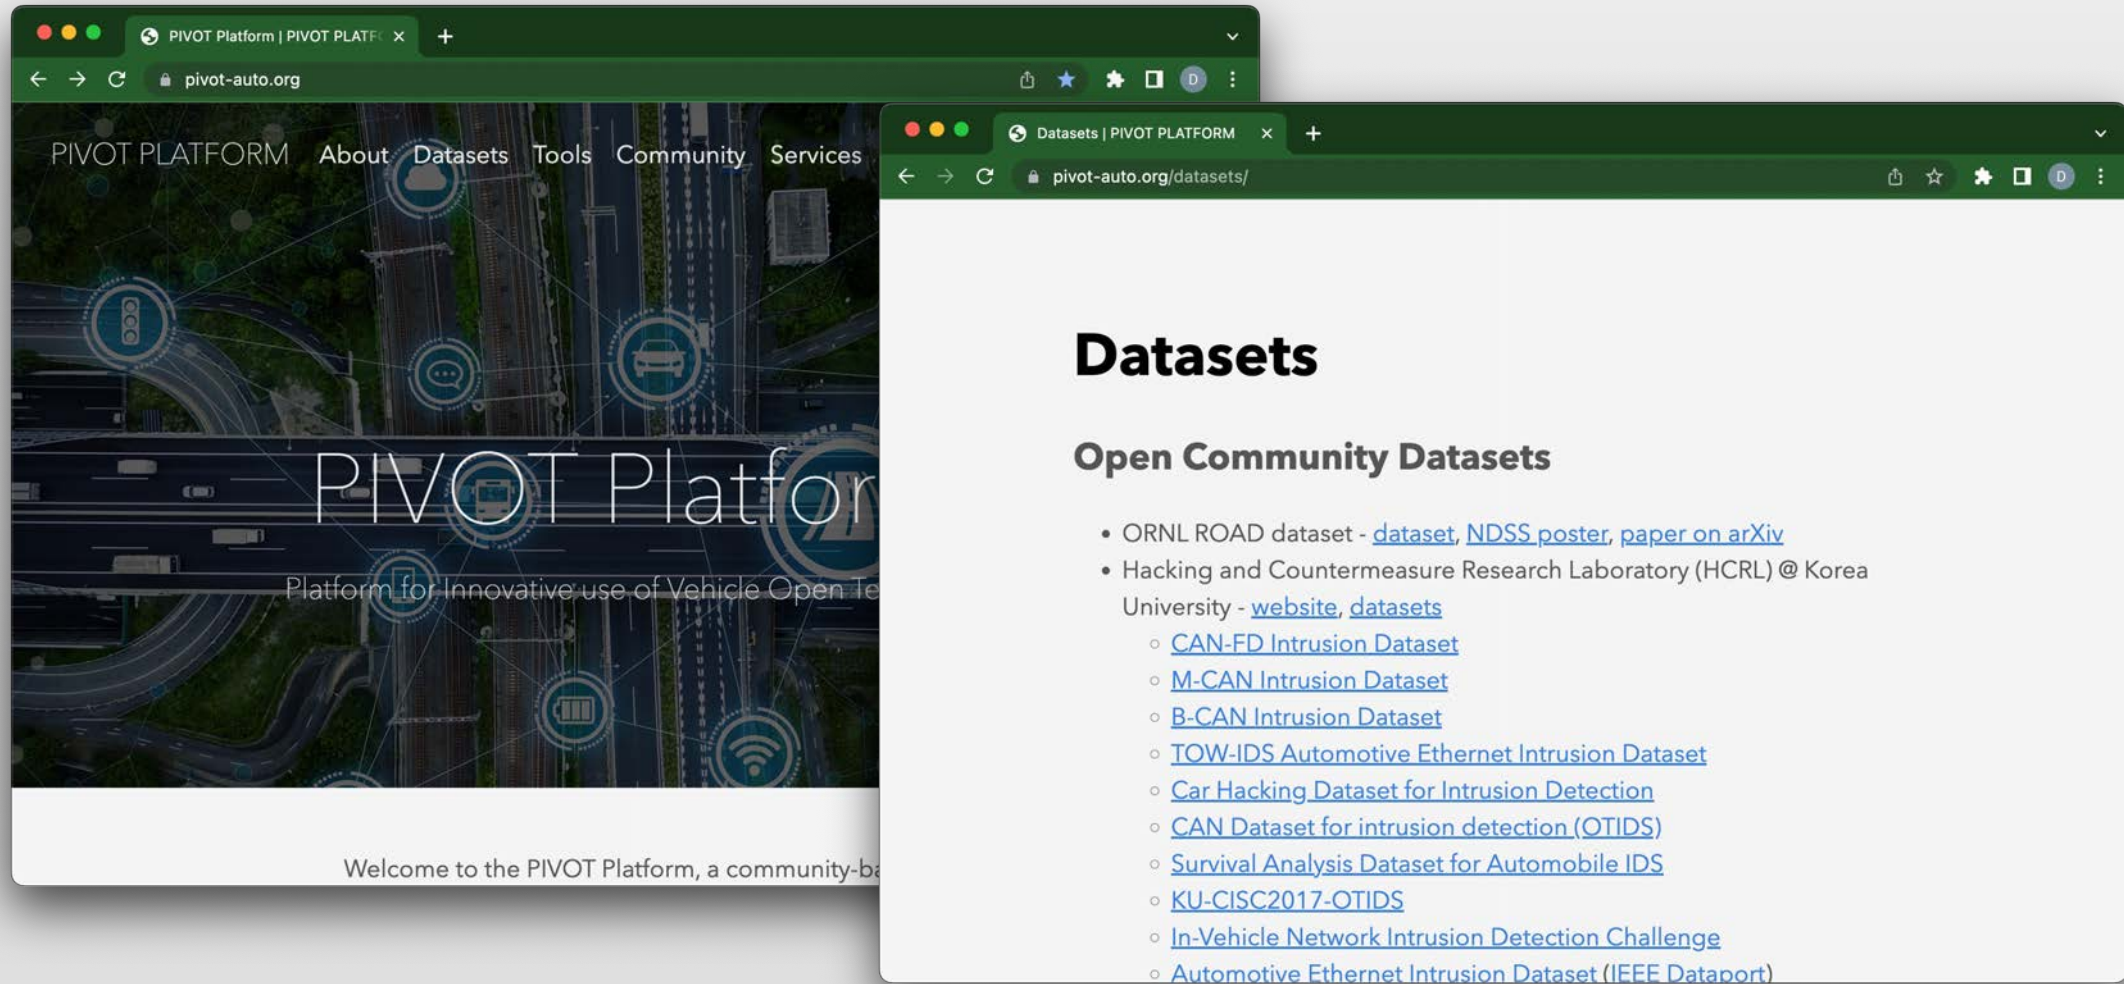 PIVOT Platform | PIVOT PLATFO
pivot-auto.org
D
PIVOT PLATFORM About Datasets Tools Community Services
PIVOT Platfor
Platform for Innovative use of Vehicle Open Te
Welcome to the PIVOT Platform, a community-ba
Datasets | PIVOT PLATFORM
pivot-auto.org/datasets/
D
Datasets
Open Community Datasets
• ORNL ROAD dataset - dataset, NDSS poster, paper on arXiv
• Hacking and Countermeasure Research Laboratory (HCRL) @ Korea
University - website, datasets
◦ CAN-FD Intrusion Dataset
◦ M-CAN Intrusion Dataset
◦ B-CAN Intrusion Dataset
◦ TOW-IDS Automotive Ethernet Intrusion Dataset
◦ Car Hacking Dataset for Intrusion Detection
◦ CAN Dataset for intrusion detection (OTIDS)
◦ Survival Analysis Dataset for Automobile IDS
◦ KU-CISC2017-OTIDS
◦ In-Vehicle Network Intrusion Detection Challenge
◦ Automotive Ethernet Intrusion Dataset (IEEE Dataport)